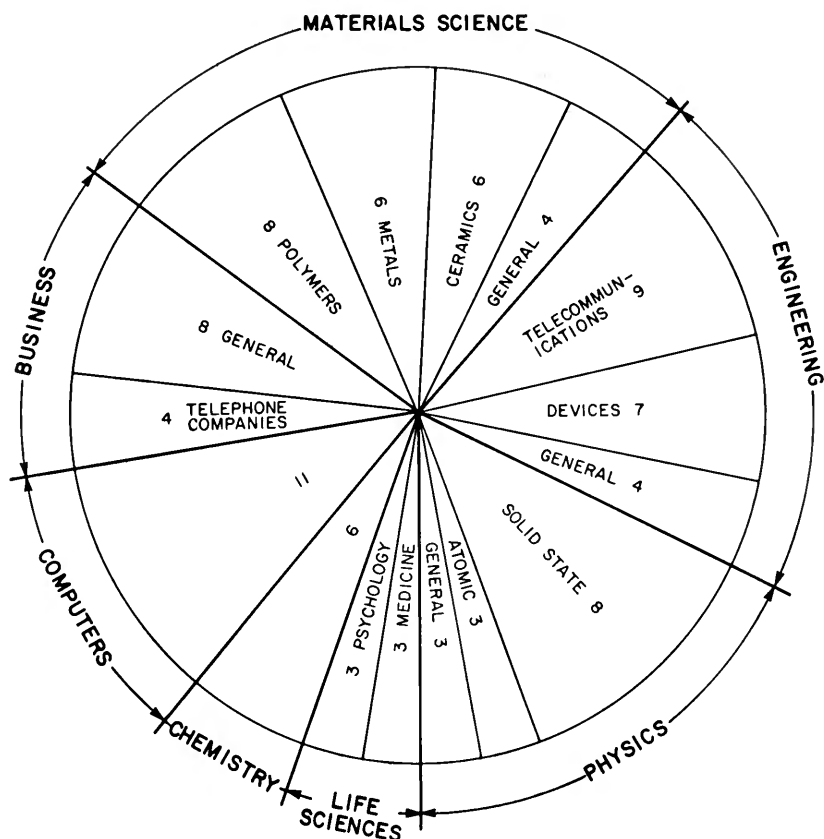 MATERIALS SCIENCE
8 POLYMERS
6 METALS
CERAMICS 6
GENERAL 4
ENGINEERING
TELECOMMUN-
ICATIONS 9
DEVICES 7
GENERAL 4
PHYSICS
SOLID STATE 8
ATOMIC 3
GENERAL 3
LIFE
SCIENCES
3 MEDICINE
3 PSYCHOLOGY
CHEMISTRY
6
COMPUTERS
11
BUSINESS
4 TELEPHONE
COMPANIES
8 GENERAL